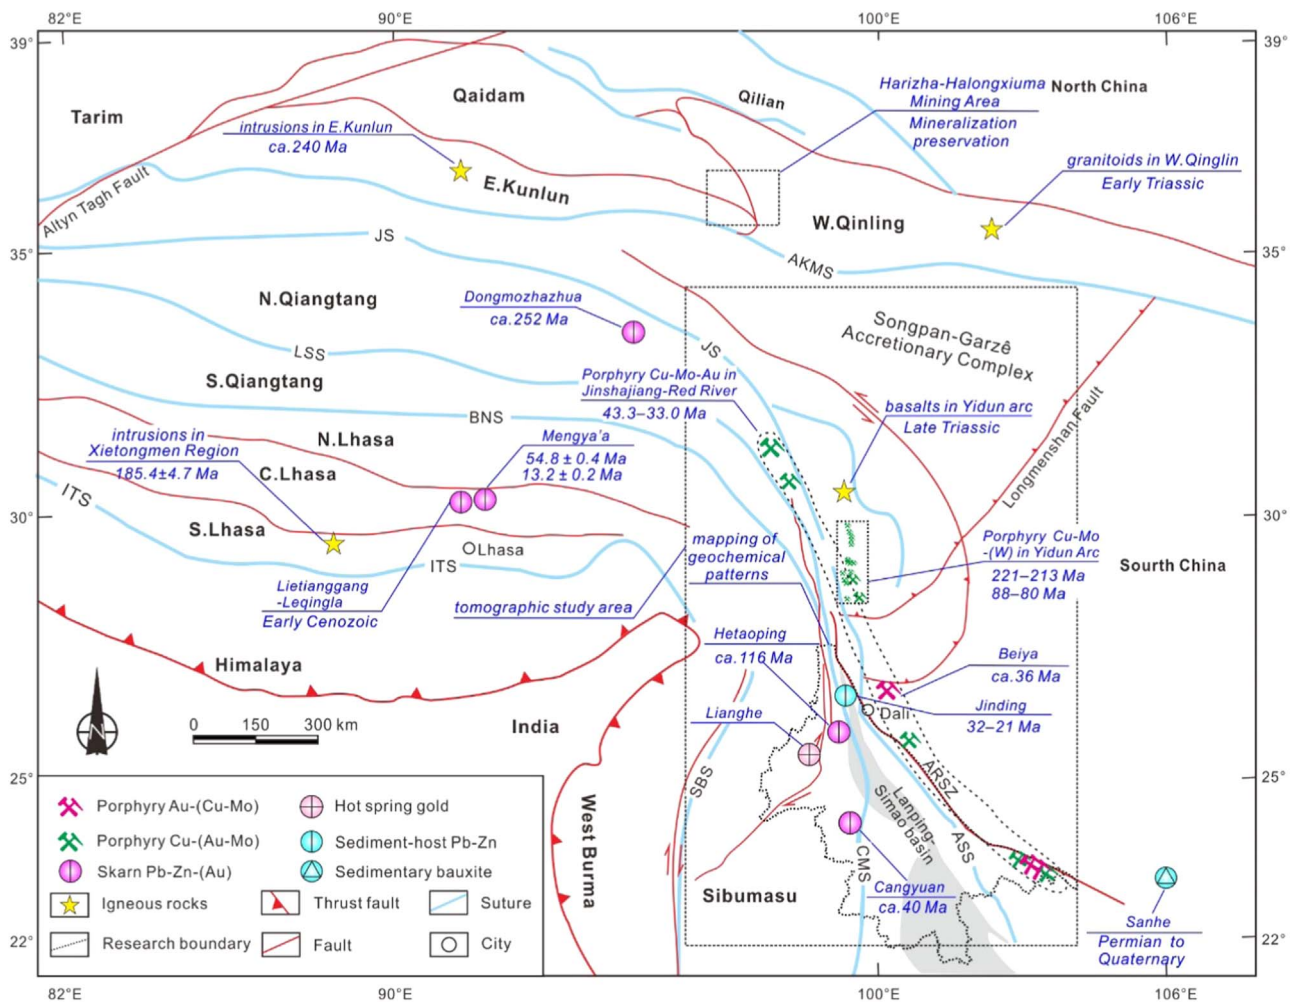 82°E
90°E
100°E
106°E
39°
39°
Tarim
Qaidam
Qilian
North China
Harizha-Halongxiuma
Mining Area
Mineralization
preservation
intrusions in E.Kunlun
ca.240 Ma
granitoids in W.Qinglin
Early Triassic
E.Kunlun
Altyn Tagh Fault
W.Qinling
JS
AKMS
35°
35°
N.Qiangtang
Dongmozhazhua
ca.252 Ma
Songpan-Garzê
Accretionary Complex
JS
LSS
S.Qiangtang
Porphyry Cu-Mo-Au in
Jinshajiang-Red River
43.3–33.0 Ma
BNS
basalts in Yidun arc
Late Triassic
Longmenshan Fault
intrusions in
Xietongmen Region
185.4±4.7 Ma
N.Lhasa
Mengya'a
54.8 ± 0.4 Ma
13.2 ± 0.2 Ma
C.Lhasa
ITS
30°
30°
S.Lhasa
Lhasa
ITS
mapping of
geochemical
patterns
Porphyry Cu-Mo
-(W) in Yidun Arc
221–213 Ma
88–80 Ma
Sourth China
Lietianggang
-Leqingla
Early Cenozoic
tomographic study area
Himalaya
Hetaoping
ca.116 Ma
Beiya
ca.36 Ma
N
0 150 300 km
India
Lianghe
Dali
Jinding
32–21 Ma
25°
25°
SBS
ARSZ
Lanping-
Simao basin
ASS
West Burma
CMS
Sibumasu
Cangyuan
ca.40 Ma
Sanhe
Permian to
Quaternary
Porphyry Au-(Cu-Mo)
Hot spring gold
Porphyry Cu-(Au-Mo)
Sediment-host Pb-Zn
Skarn Pb-Zn-(Au)
Sedimentary bauxite
Igneous rocks
Thrust fault
Suture
Research boundary
Fault
City
22°
22°
82°E
90°E
100°E
106°E